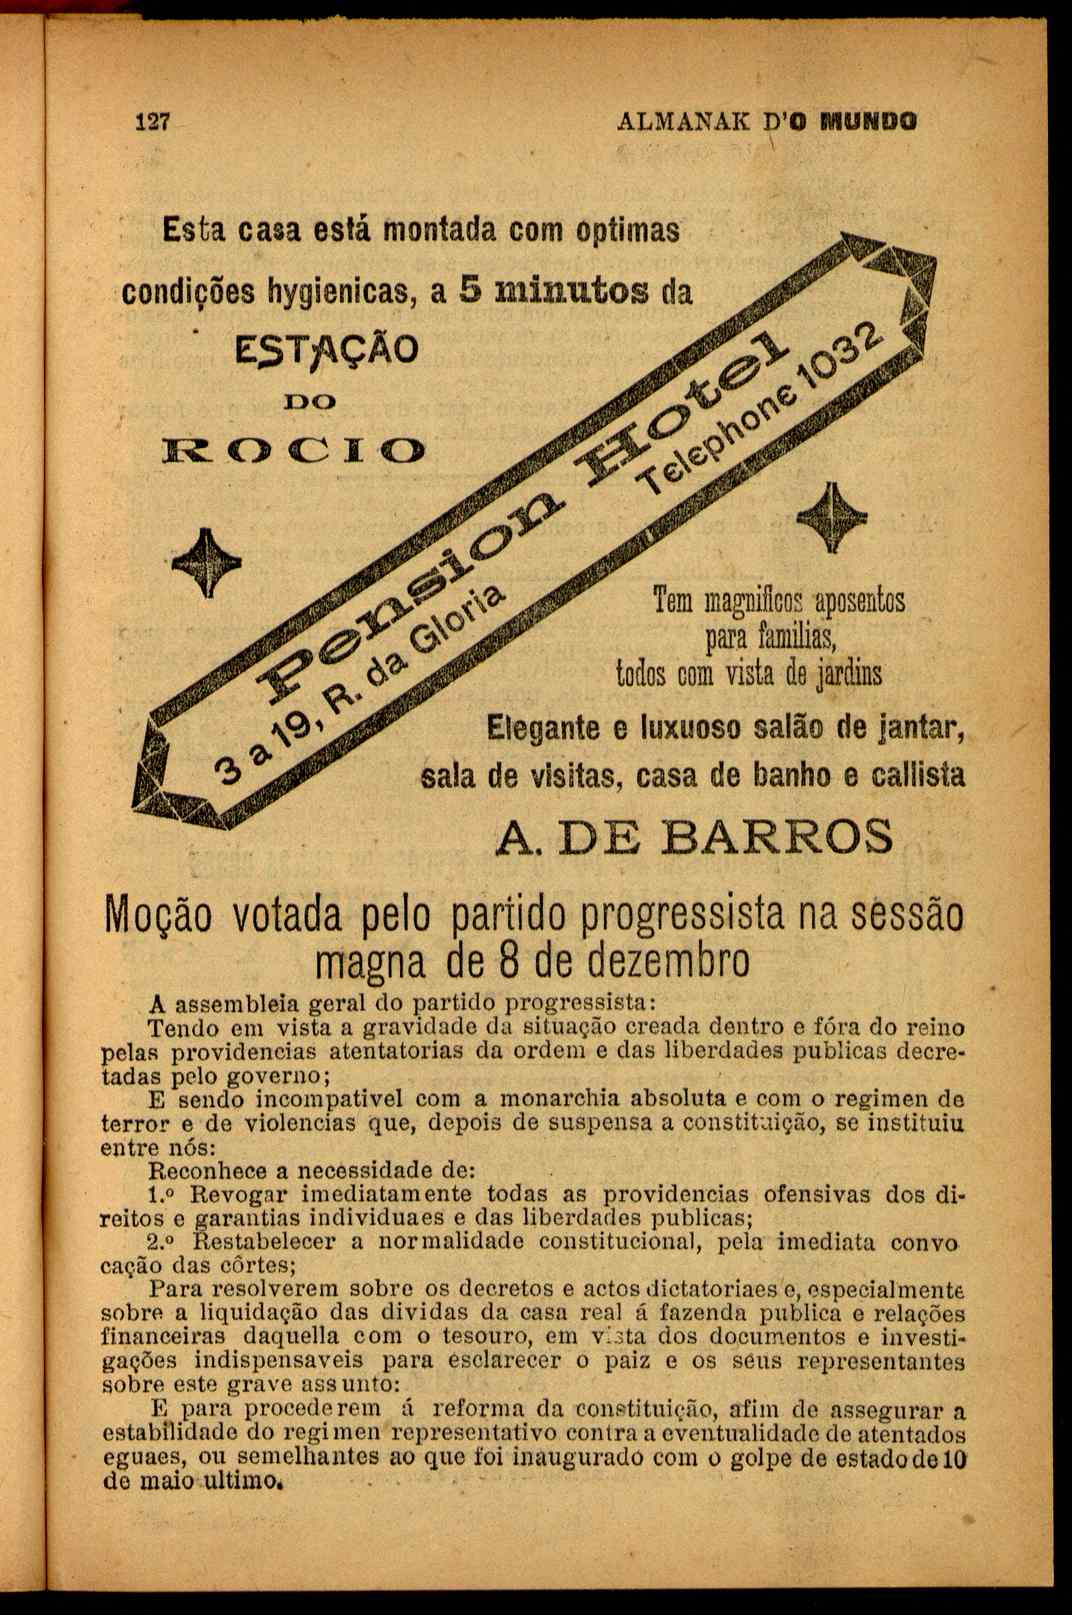 127 ALMANAK D'O MUNDO
Esta casa está montada com optimas
condições hygienicas, a 5 minutos da
ESTAÇÃO
DO
ROCIO
Pension Hotel
3 a 19, R. da Gloria Telephone 1032
Tem magnificos aposentos
para familias,
todos com vista de jardins
Elegante e luxuoso salão de jantar,
sala de visitas, casa de banho e callista
A. DE BARROS
Moção votada pelo partido progressista na sessão
magna de 8 de dezembro
A assembleia geral do partido progressista:
Tendo em vista a gravidade da situação creada dentro e fóra do reino
pelas providencias atentatorias da ordem e das liberdades publicas decre-
tadas pelo governo;
E sendo incompativel com a monarchia absoluta e com o regimen de
terror e de violencias que, depois de suspensa a constituição, se instituiu
entre nós:
Reconhece a necessidade de:
1.º Revogar imediatamente todas as providencias ofensivas dos di-
reitos e garantias individuaes e das liberdades publicas;
2.º Restabelecer a normalidade constitucional, pela imediata convo
cação das côrtes;
Para resolverem sobre os decretos e actos dictatoriaes e, especialmente
sobre a liquidação das dividas da casa real á fazenda publica e relações
financeiras daquella com o tesouro, em vista dos documentos e investi-
gações indispensaveis para esclarecer o paiz e os seus representantes
sobre este grave assunto:
E para procederem á reforma da constituição, afim de assegurar a
estabilidade do regimen representativo contra a eventualidade de atentados
eguaes, ou semelhantes ao que foi inaugurado com o golpe de estado de 10
de maio ultimo.